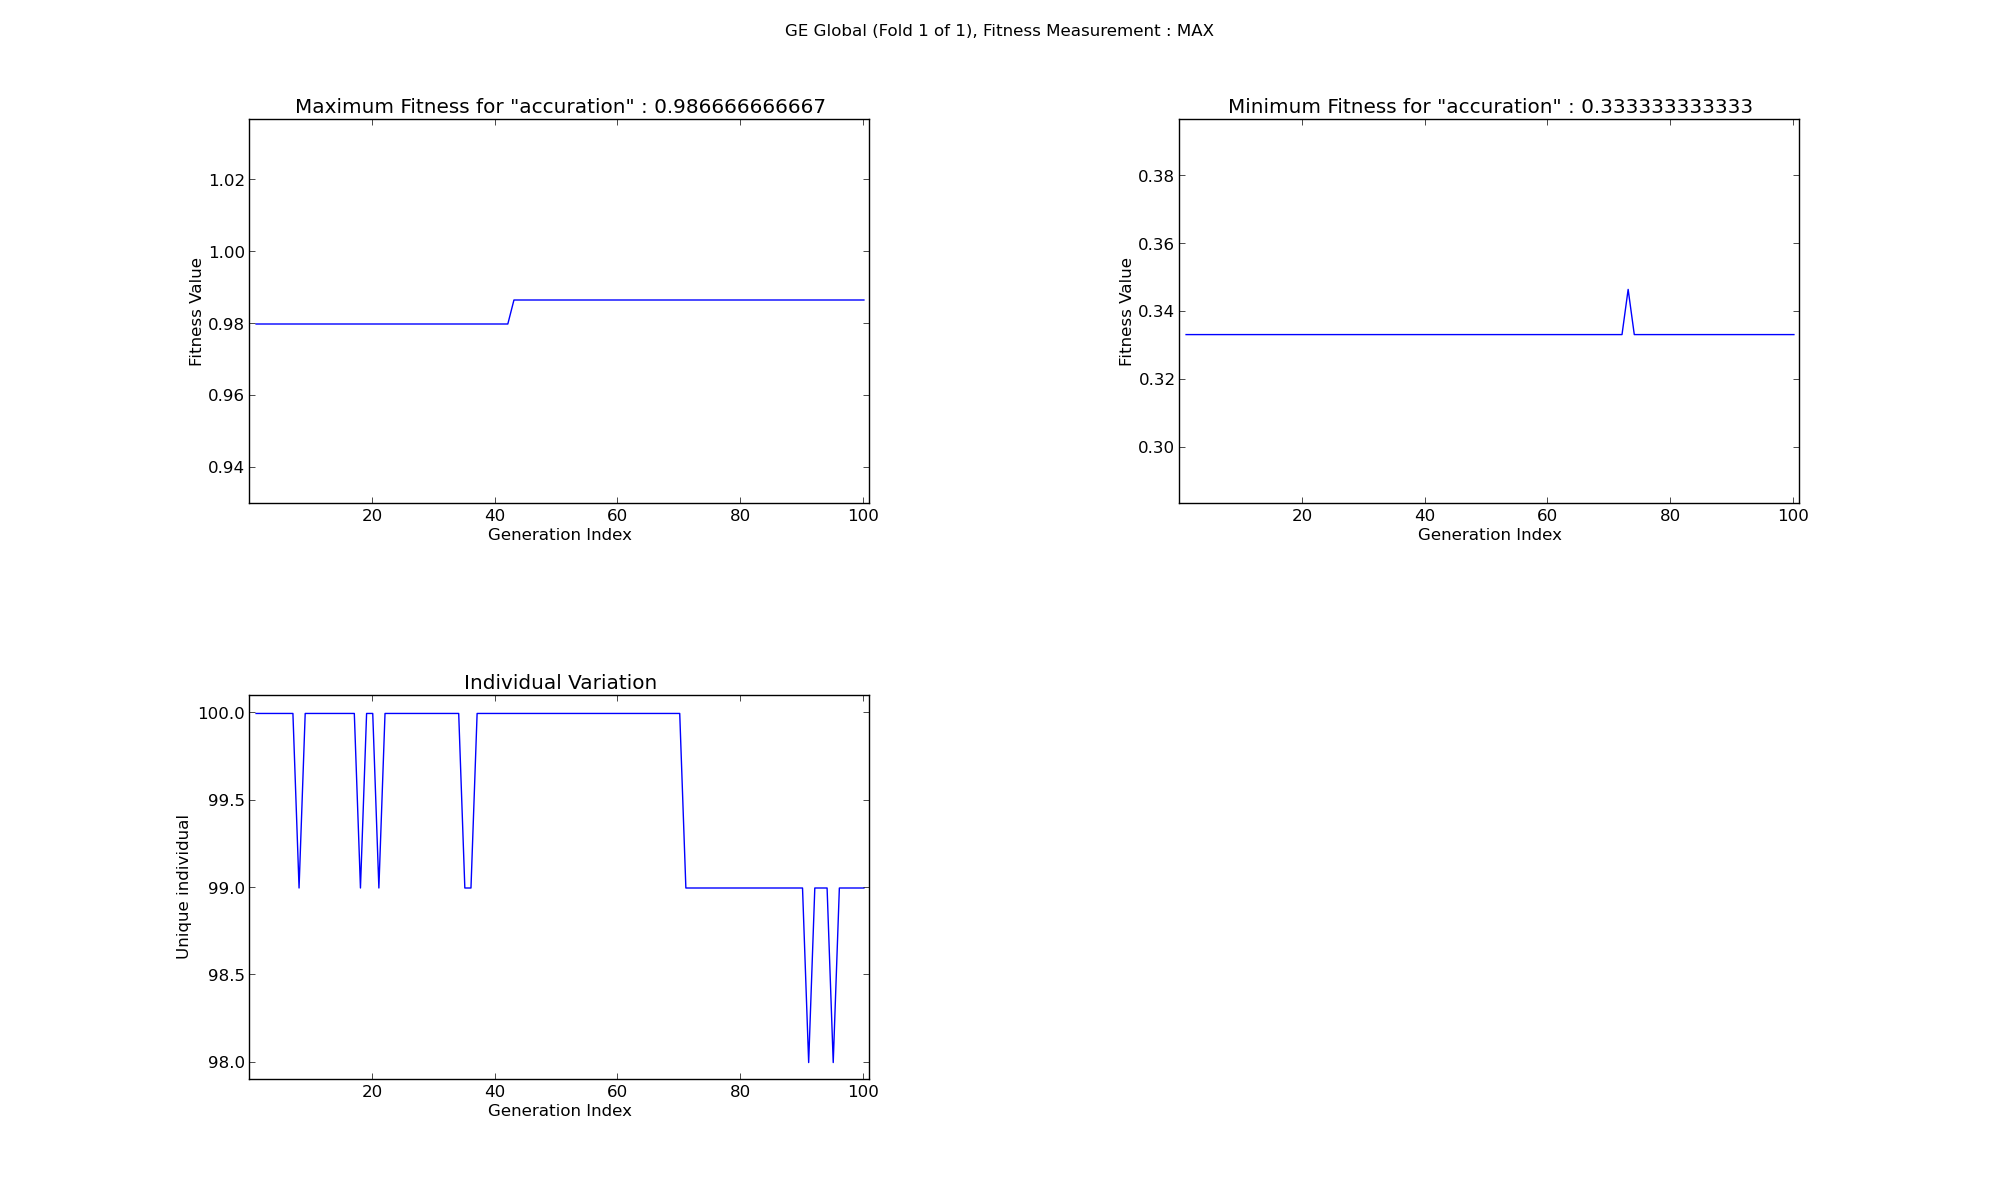 GE Global (Fold 1 of 1), Fitness Measurement : MAX
Maximum Fitness for "accuration" : 0.986666666667
1.02
1.00
0.98
0.96
0.94
Fitness Value
20 40 60 80 100
Generation Index
Minimum Fitness for "accuration" : 0.333333333333
0.38
0.36
0.34
0.32
0.30
Fitness Value
20 40 60 80 100
Generation Index
Individual Variation
100.0
99.5
99.0
98.5
98.0
Unique individual
20 40 60 80 100
Generation Index